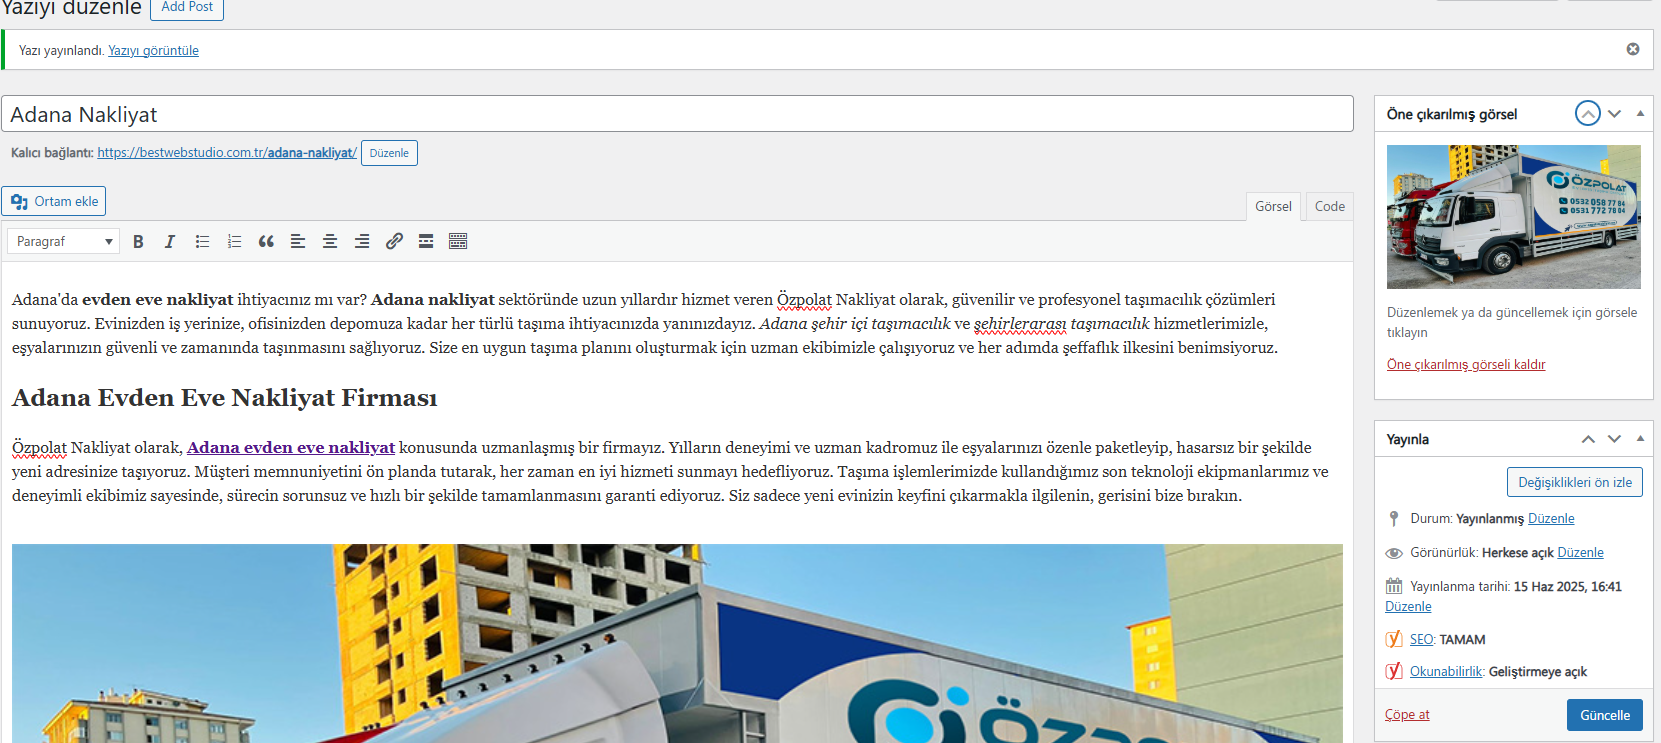 Yazıyı düzenle
Add Post
Yazı yayınlandı. Yazıyı görüntüle
Adana Nakliyat
Kalıcı bağlantı: https://bestwebstudio.com.tr/adana-nakliyat/ Düzenle
Ortam ekle
Görsel
Code
Paragraf
Adana'da evden eve nakliyat ihtiyacınız mı var? Adana nakliyat sektöründe uzun yıllardır hizmet veren Özpolat Nakliyat olarak, güvenilir ve profesyonel taşımacılık çözümleri
sunuyoruz. Evinizden iş yerinize, ofisinizden depomuza kadar her türlü taşıma ihtiyacınızda yanınızdayız. Adana şehir içi taşımacılık ve şehirlerarası taşımacılık hizmetlerimizle,
eşyalarınızın güvenli ve zamanında taşınmasını sağlıyoruz. Size en uygun taşıma planını oluşturmak için uzman ekibimizle çalışıyoruz ve her adımda şeffaflık ilkesini benimsiyoruz.
Adana Evden Eve Nakliyat Firması
Özpolat Nakliyat olarak, Adana evden eve nakliyat konusunda uzmanlaşmış bir firmayız. Yılların deneyimi ve uzman kadromuz ile eşyalarınızı özenle paketleyip, hasarsız bir şekilde
yeni adresinize taşıyoruz. Müşteri memnuniyetini ön planda tutarak, her zaman en iyi hizmeti sunmayı hedefliyoruz. Taşıma işlemlerimizde kullandığımız son teknoloji ekipmanlarımız ve
deneyimli ekibimiz sayesinde, sürecin sorunsuz ve hızlı bir şekilde tamamlanmasını garanti ediyoruz. Siz sadece yeni evinizin keyfini çıkarmakla ilgilenin, gerisini bize bırakın.
ÖZPOLAT
Öne çıkarılmış görsel
ÖZPOLAT
0532 058 77 84
0531 772 78 04
Düzenlemek ya da güncellemek için görsele
tıklayın
Öne çıkarılmış görseli kaldır
Yayınla
Değişiklikleri ön izle
Durum: Yayınlanmış Düzenle
Görünürlük: Herkese açık Düzenle
Yayınlanma tarihi: 15 Haz 2025, 16:41
Düzenle
SEO: TAMAM
Okunabilirlik: Geliştirmeye açık
Çöpe at
Güncelle